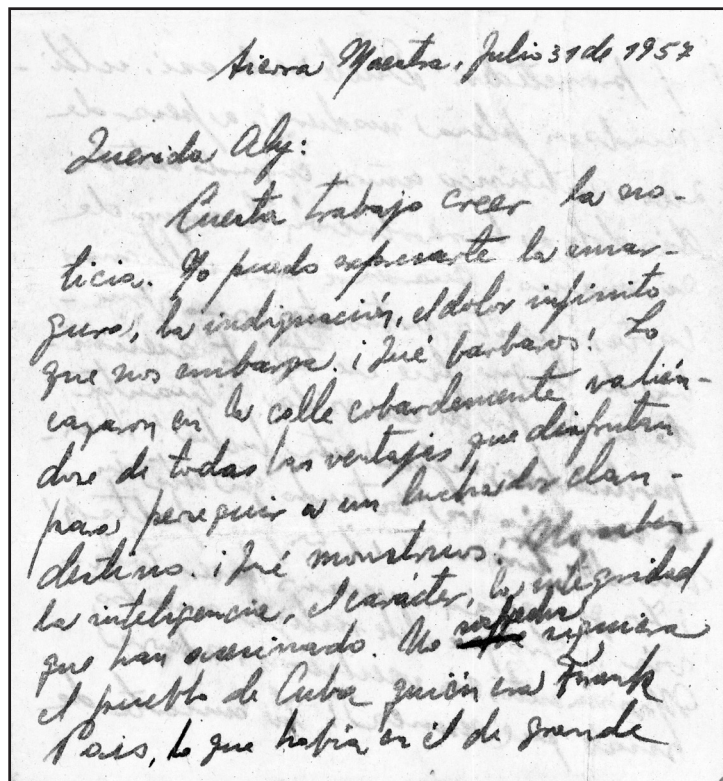 Sierra Maestra, Julio 31 de 1957
Querida Aly:
Cuesta trabajo creer la no-
ticia. No puedo expresarte la amar-
gura, la indignación, el dolor infinito
que nos embarga. ¡Qué bárbaros! Lo
cazaron en la calle cobardemente valién-
dose de todas las ventajas que disfrutan
para perseguir a un luchador clan-
destino. ¡Qué monstruos! No saben
la inteligencia, el carácter, la integridad
que han asesinado. No sospecha siquiera
el pueblo de Cuba quién era Frank
País, lo que había en él de grande